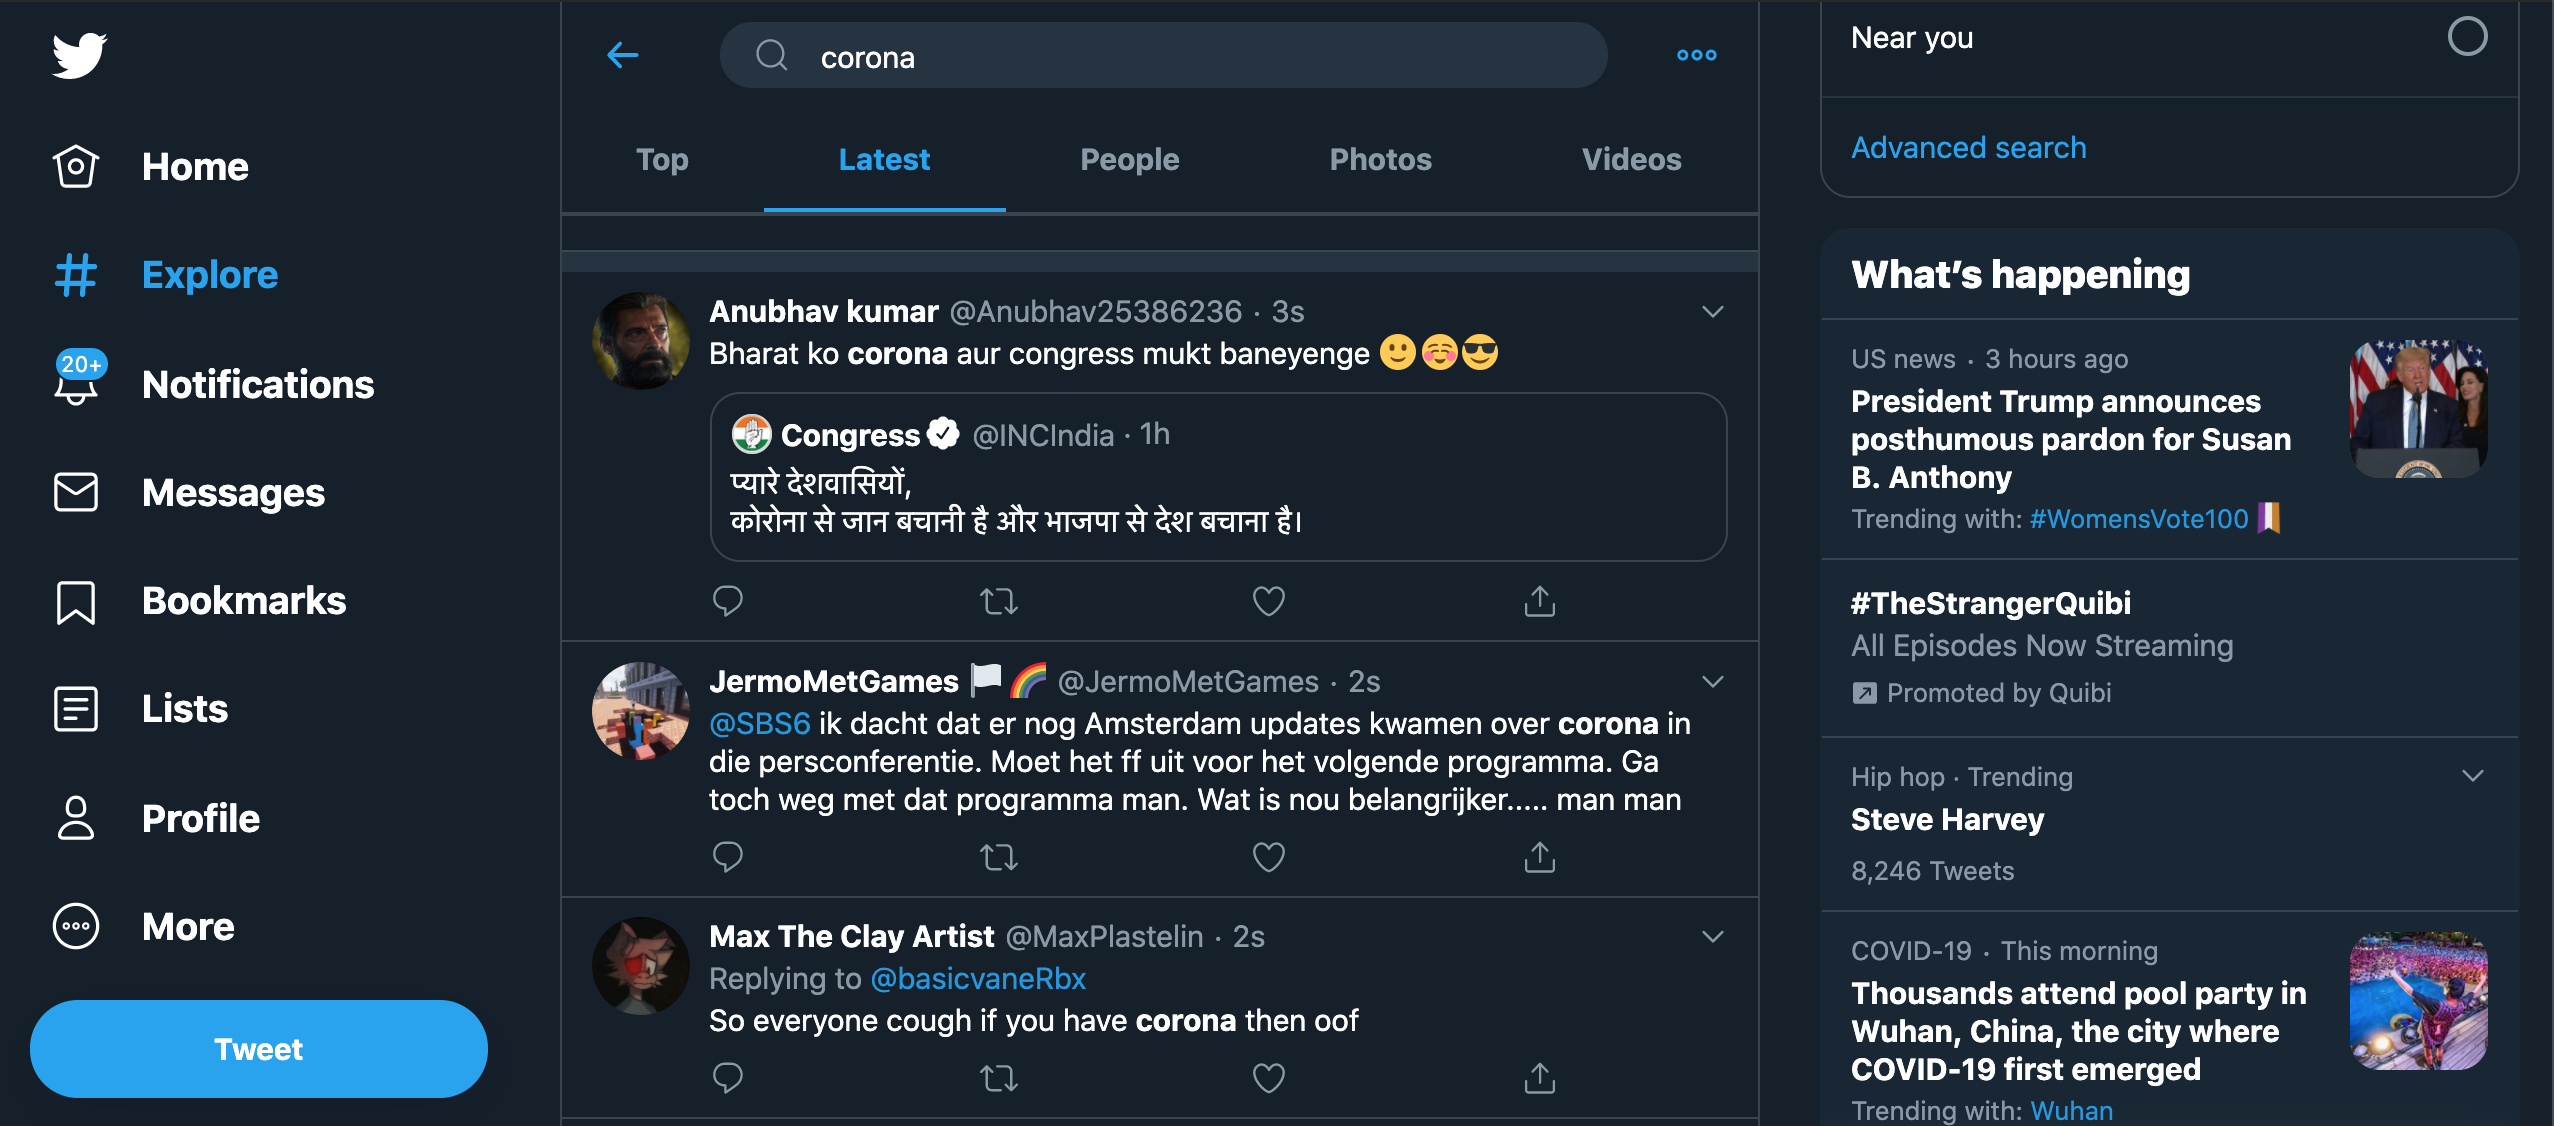 Home
Explore
20+
Notifications
Messages
Bookmarks
Lists
Profile
More
Tweet
corona
Top Latest People Photos Videos
Anubhav kumar @Anubhav25386236 · 3s
Bharat ko corona aur congress mukt baneyenge 🙂☺️😎
Congress @INCIndia · 1h
प्यारे देशवासियों,
कोरोना से जान बचानी है और भाजपा से देश बचाना है।
JermoMetGames 🏳️🌈 @JermoMetGames · 2s
@SBS6 ik dacht dat er nog Amsterdam updates kwamen over corona in
die persconferentie. Moet het ff uit voor het volgende programma. Ga
toch weg met dat programma man. Wat is nou belangrijker..... man man
Max The Clay Artist @MaxPlastelin · 2s
Replying to @basicvaneRbx
So everyone cough if you have corona then oof
Near you
Advanced search
What’s happening
US news · 3 hours ago
President Trump announces
posthumous pardon for Susan
B. Anthony
Trending with: #WomensVote100
#TheStrangerQuibi
All Episodes Now Streaming
Promoted by Quibi
Hip hop · Trending
Steve Harvey
8,246 Tweets
COVID-19 · This morning
Thousands attend pool party in
Wuhan, China, the city where
COVID-19 first emerged
Trending with: Wuhan